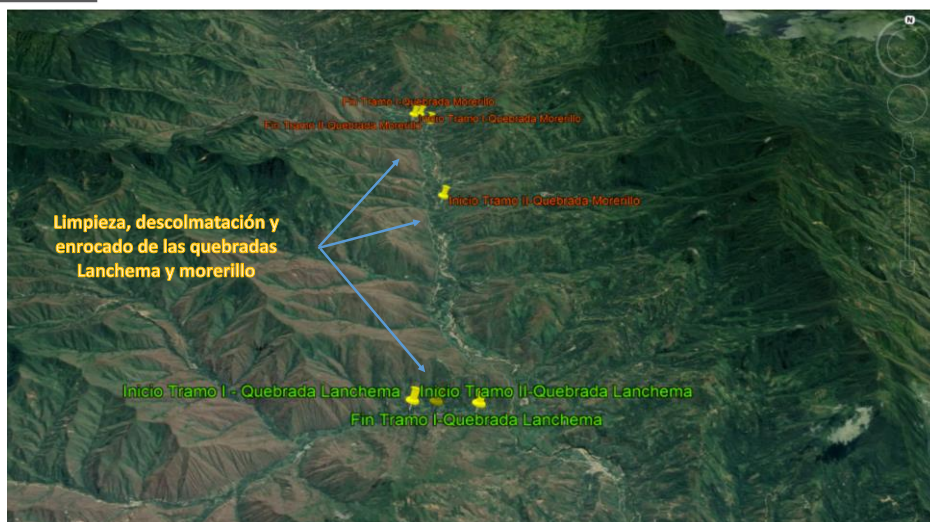 N
Fin Tramo I-Quebrada Morerillo
Inicio Tramo I-Quebrada Morerillo
Fin Tramo II-Quebrada Morerill
Inicio Tramo II-Quebrada Morerillo
Limpieza, descolmatación y
enrocado de las quebradas
Lanchema y morerillo
Inicio Tramo I - Quebrada Lanchema
Inicio Tramo II-Quebrada Lanchema
Fin Tramo I-Quebrada Lanchema